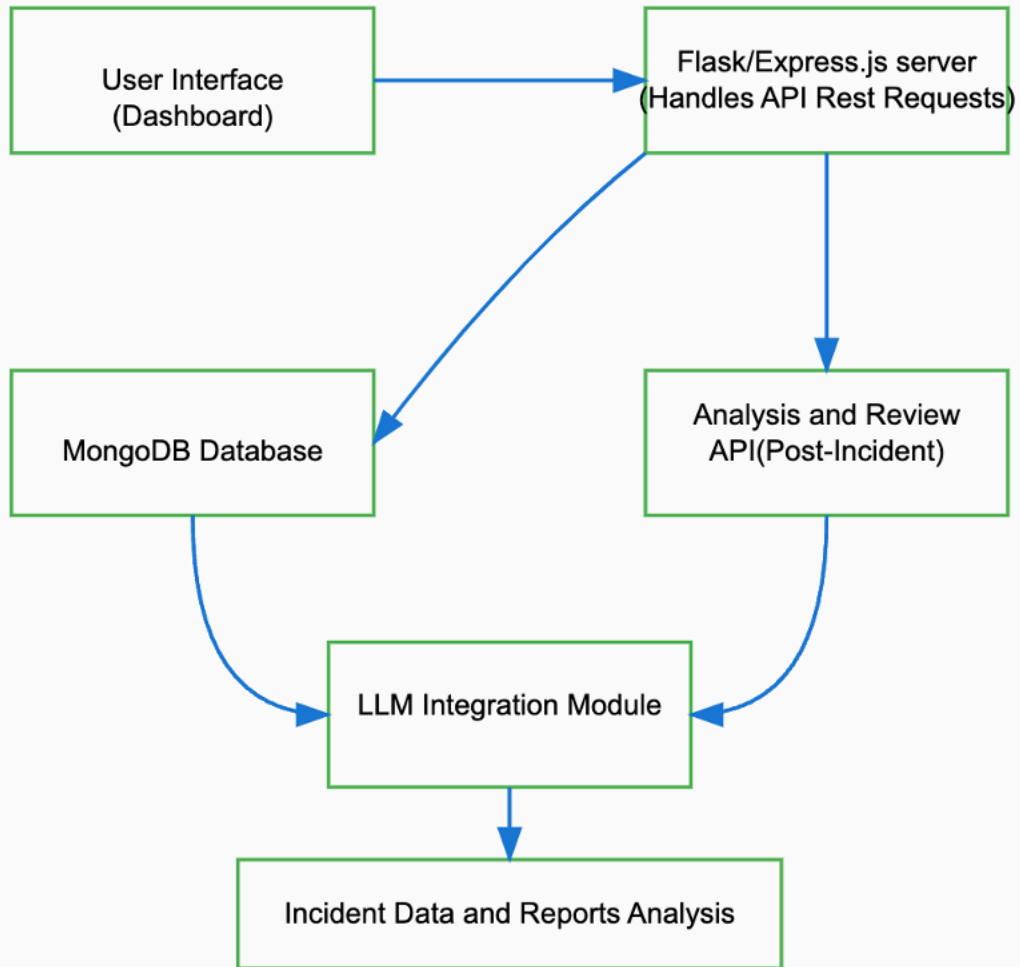 User Interface
(Dashboard)
Flask/Express.js server
(Handles API Rest Requests)
MongoDB Database
Analysis and Review
API(Post-Incident)
LLM Integration Module
Incident Data and Reports Analysis